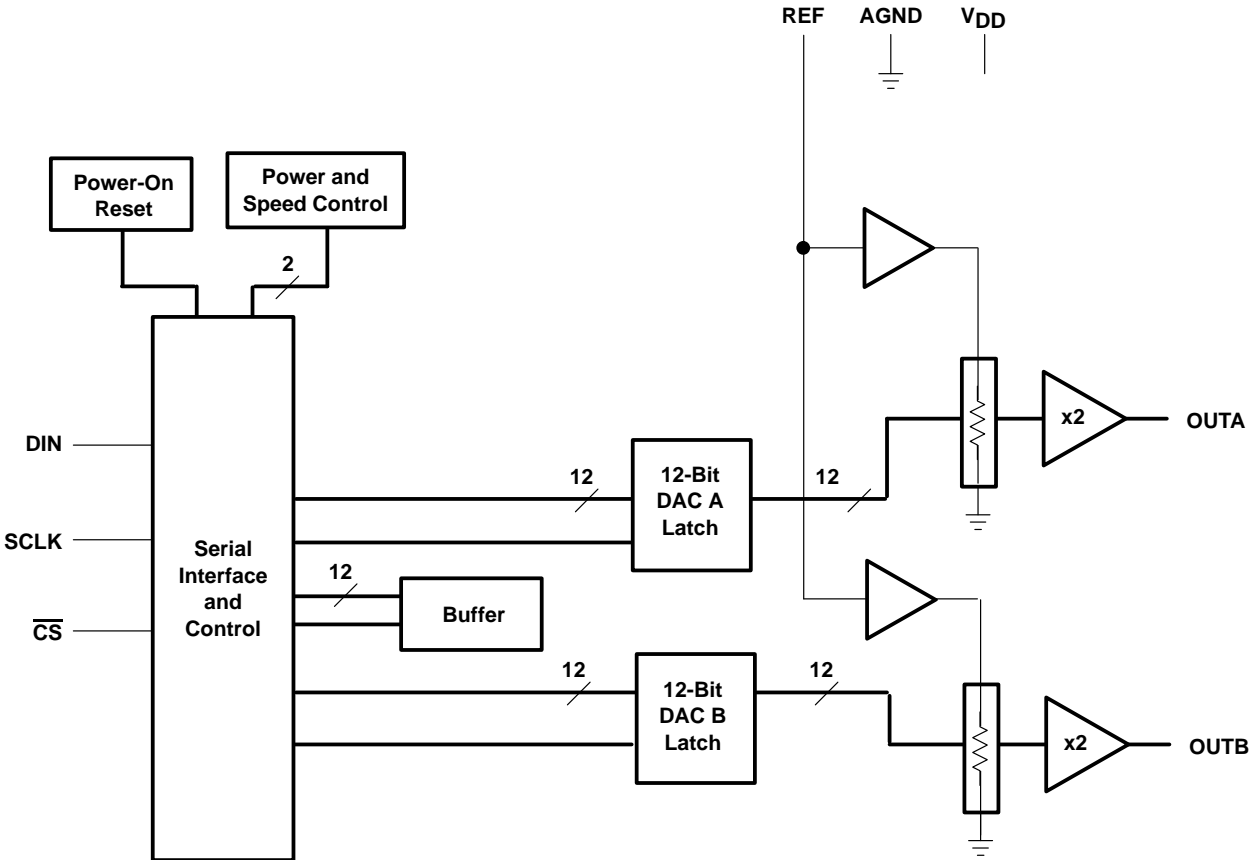 REF AGND VDD
Power-On
Reset
Power and
Speed Control
2
DIN
SCLK
CS
Serial
Interface
and
Control
12
12-Bit
DAC A
Latch
12
x2
OUTA
12
Buffer
12
12-Bit
DAC B
Latch
12
x2
OUTB